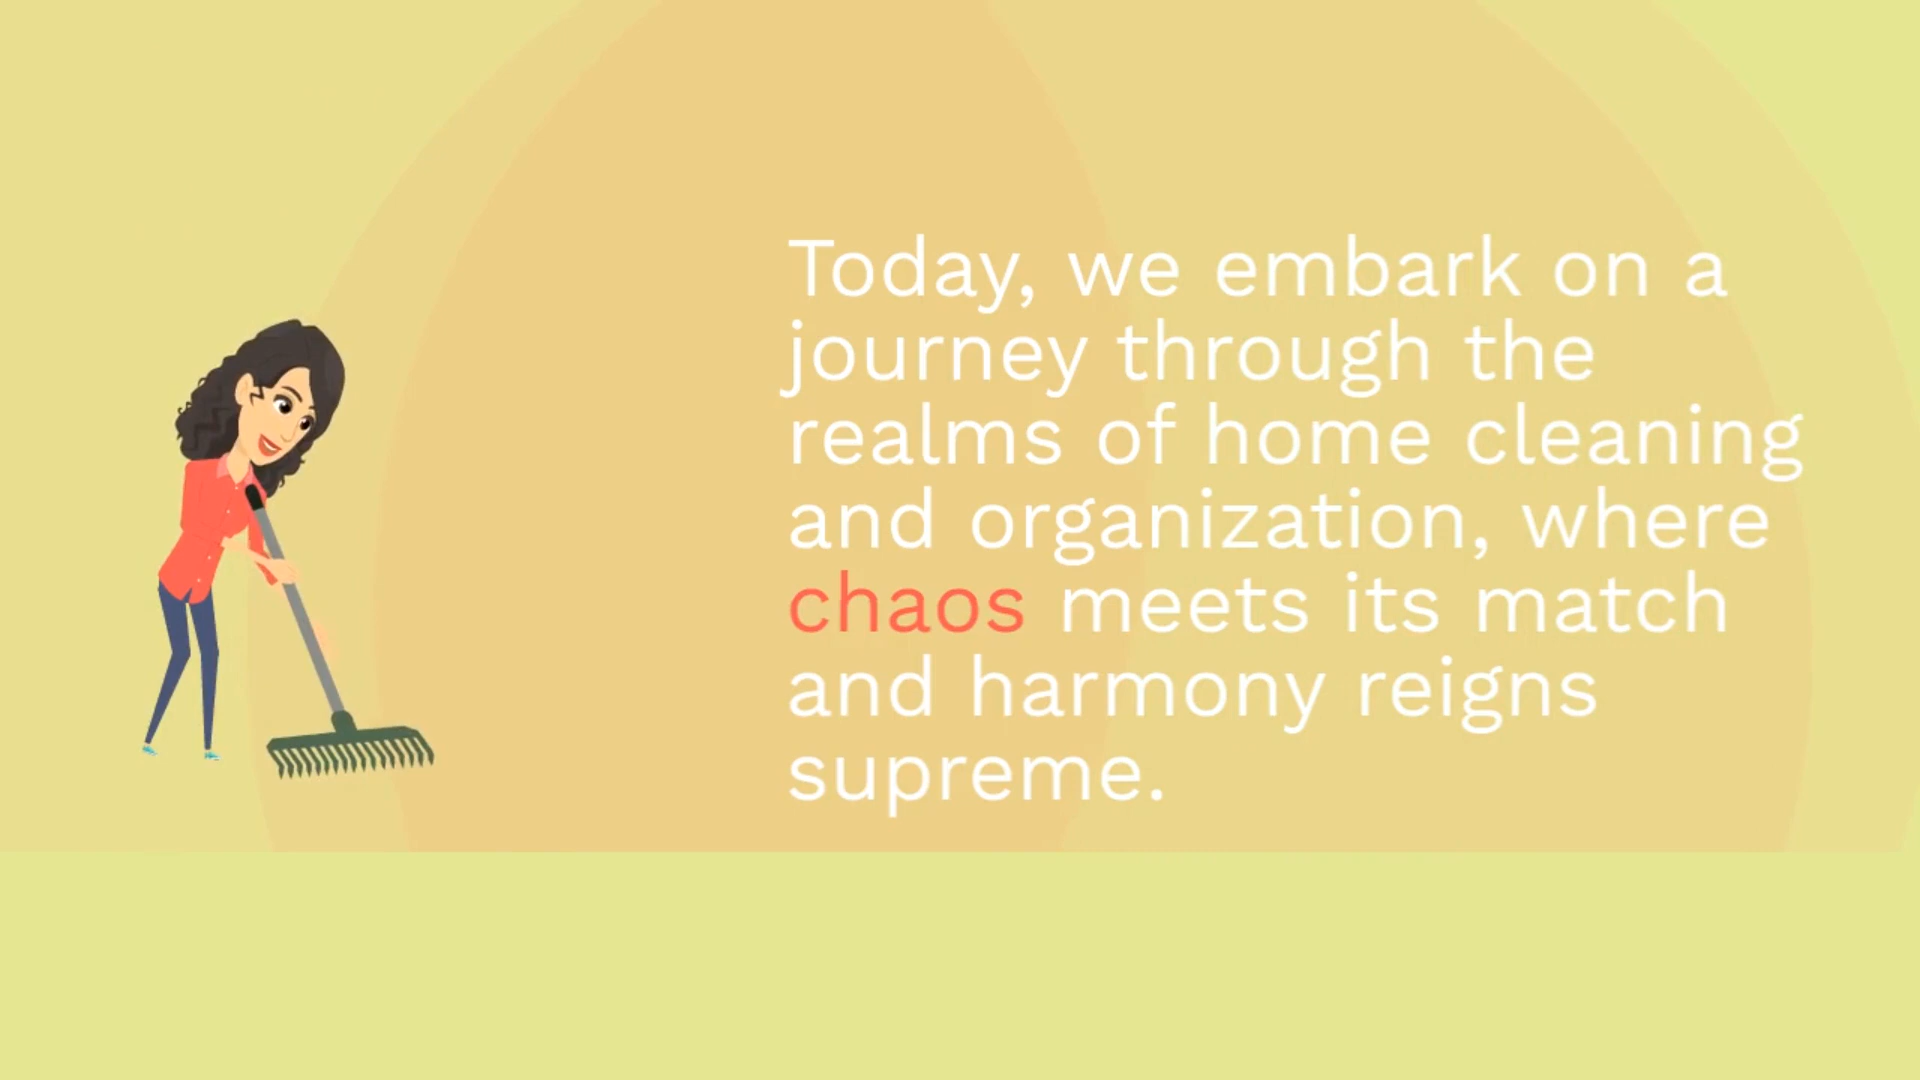 Today, we embark on a
journey through the
realms of home cleaning
and organization, where
chaos meets its match
and harmony reigns
supreme.